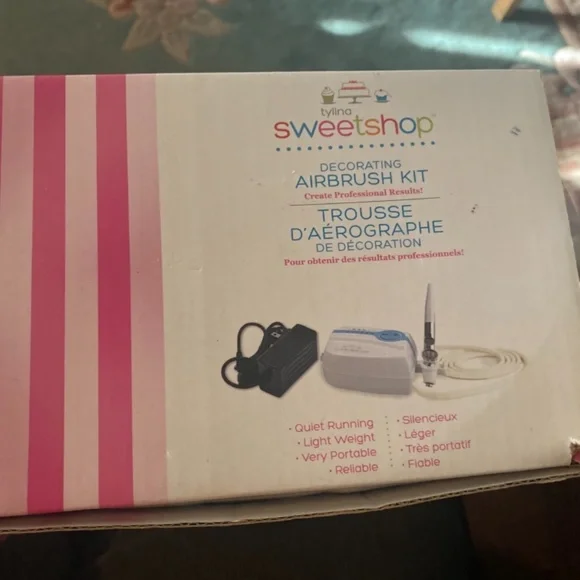 tylina
sweetshop
DECORATING
AIRBRUSH KIT
Create Professional Results!
TROUSSE
D'AÉROGRAPHE
DE DÉCORATION
Pour obtenir des résultats professionnels!
• Quiet Running
• Light Weight
• Very Portable
• Reliable
• Silencieux
• Léger
• Très portatif
• Fiable